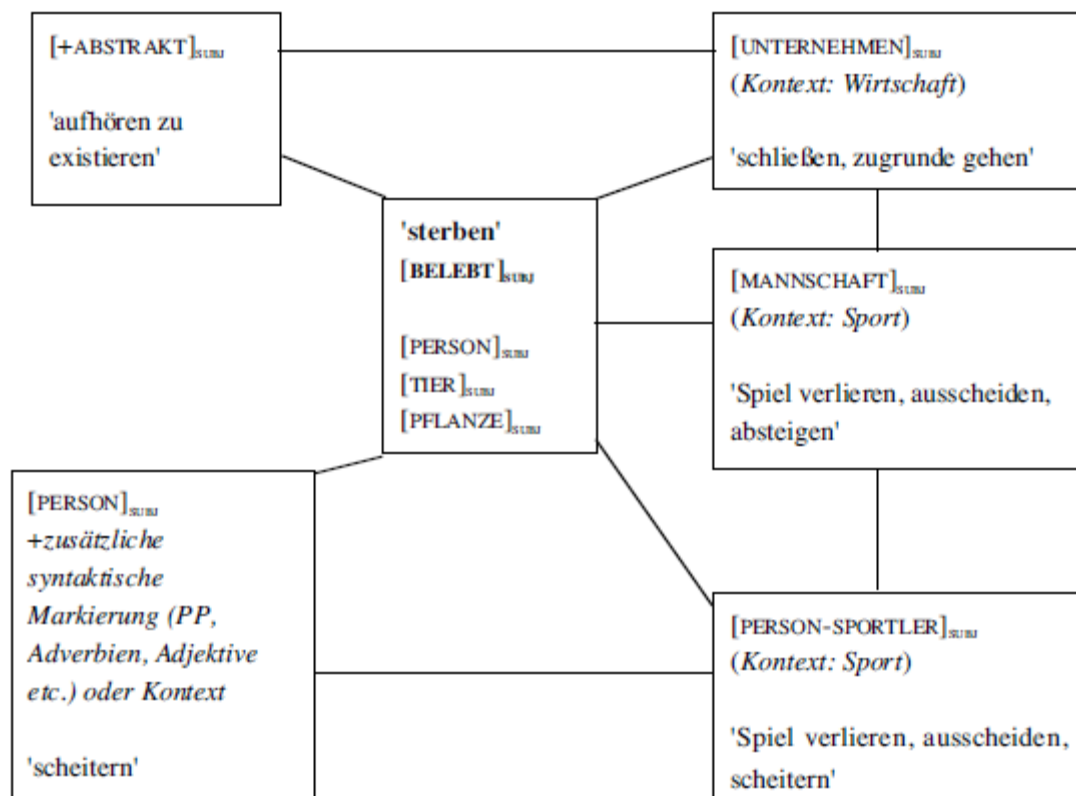 [+ABSTRAKT]SUBJ
'aufhören zu
existieren'
[UNTERNEHMEN]SUBJ
(Kontext: Wirtschaft)
'schließen, zugrunde gehen'
'sterben'
[BELEBT]SUBJ
[PERSON]SUBJ
[TIER]SUBJ
[PFLANZE]SUBJ
[MANNSCHAFT]SUBJ
(Kontext: Sport)
'Spiel verlieren, ausscheiden,
absteigen'
[PERSON]SUBJ
+zusätzliche
syntaktische
Markierung (PP,
Adverbien, Adjektive
etc.) oder Kontext
'scheitern'
[PERSON-SPORTLER]SUBJ
(Kontext: Sport)
'Spiel verlieren, ausscheiden,
scheitern'